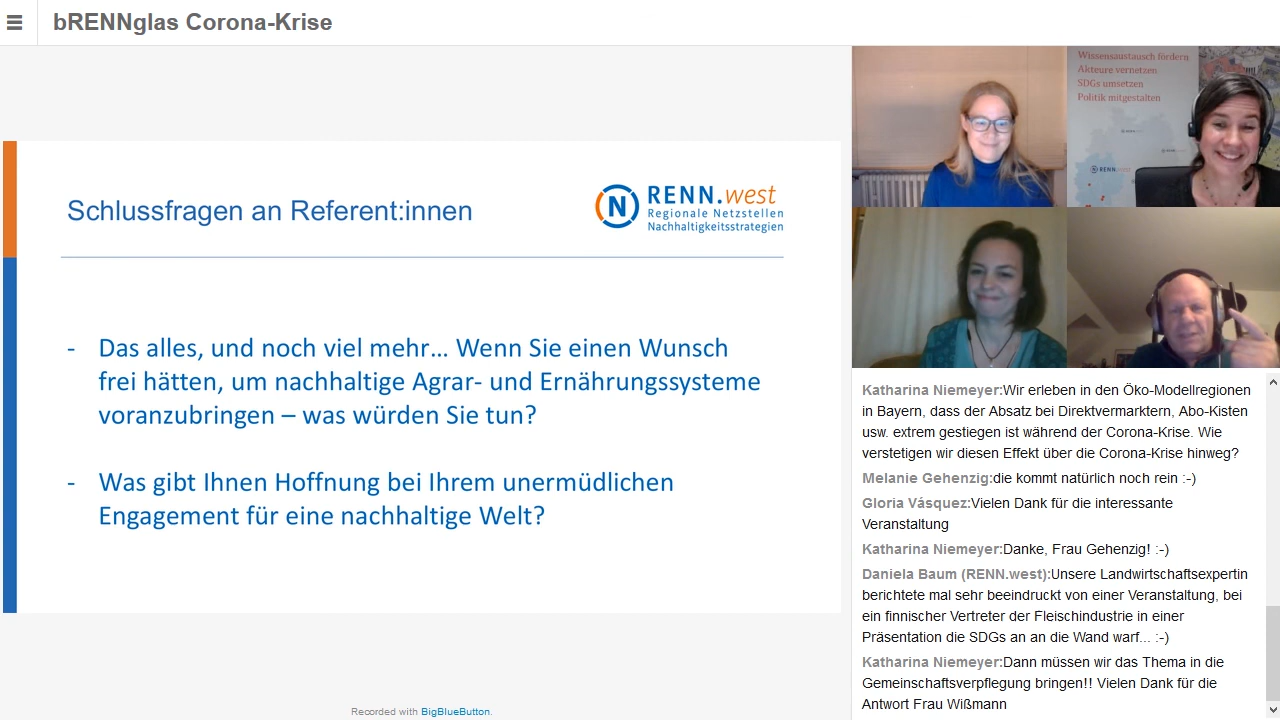 bRENNglas Corona-Krise
Schlussfragen an Referent:innen
N
RENN.west
Regionale Netzstellen
Nachhaltigkeitsstrategien
- Das alles, und noch viel mehr… Wenn Sie einen Wunsch
frei hätten, um nachhaltige Agrar- und Ernährungssysteme
voranzubringen – was würden Sie tun?
- Was gibt Ihnen Hoffnung bei Ihrem unermüdlichen
Engagement für eine nachhaltige Welt?
Recorded with BigBlueButton.
Wissensaustausch fördern
Akteure vernetzen
SDGs umsetzen
Politik mitgestalten
Katharina Niemeyer:Wir erleben in den Öko-Modellregionen
in Bayern, dass der Absatz bei Direktvermarktern, Abo-Kisten
usw. extrem gestiegen ist während der Corona-Krise. Wie
verstetigen wir diesen Effekt über die Corona-Krise hinweg?
Melanie Gehenzig:die kommt natürlich noch rein :-)
Gloria Vásquez:Vielen Dank für die interessante
Veranstaltung
Katharina Niemeyer:Danke, Frau Gehenzig! :-)
Daniela Baum (RENN.west):Unsere Landwirtschaftsexpertin
berichtete mal sehr beeindruckt von einer Veranstaltung, bei
ein finnischer Vertreter der Fleischindustrie in einer
Präsentation die SDGs an an die Wand warf... :-)
Katharina Niemeyer:Dann müssen wir das Thema in die
Gemeinschaftsverpflegung bringen!! Vielen Dank für die
Antwort Frau Wißmann